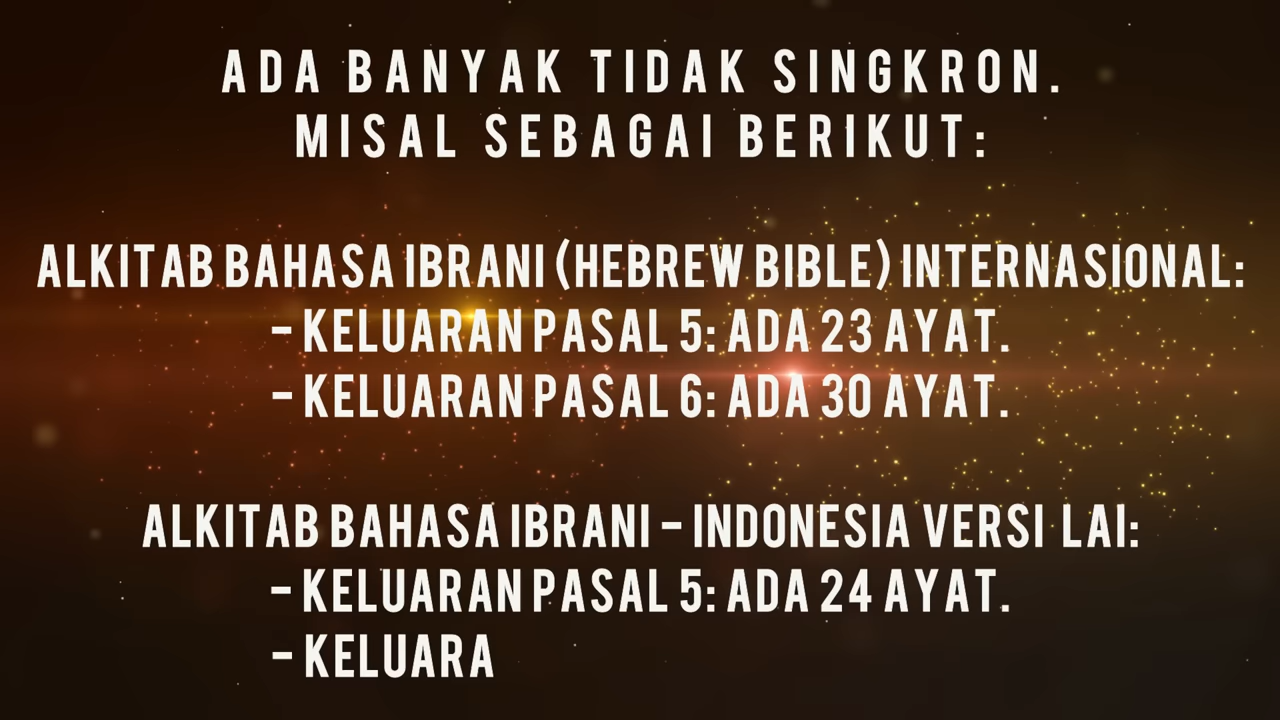 ADA BANYAK TIDAK SINGKRON.
MISAL SEBAGAI BERIKUT:
ALKITAB BAHASA IBRANI (HEBREW BIBLE) INTERNASIONAL:
- KELUARAN PASAL 5: ADA 23 AYAT.
- KELUARAN PASAL 6: ADA 30 AYAT.
ALKITAB BAHASA IBRANI - INDONESIA VERSI LAI:
- KELUARAN PASAL 5: ADA 24 AYAT.
- KELUARA